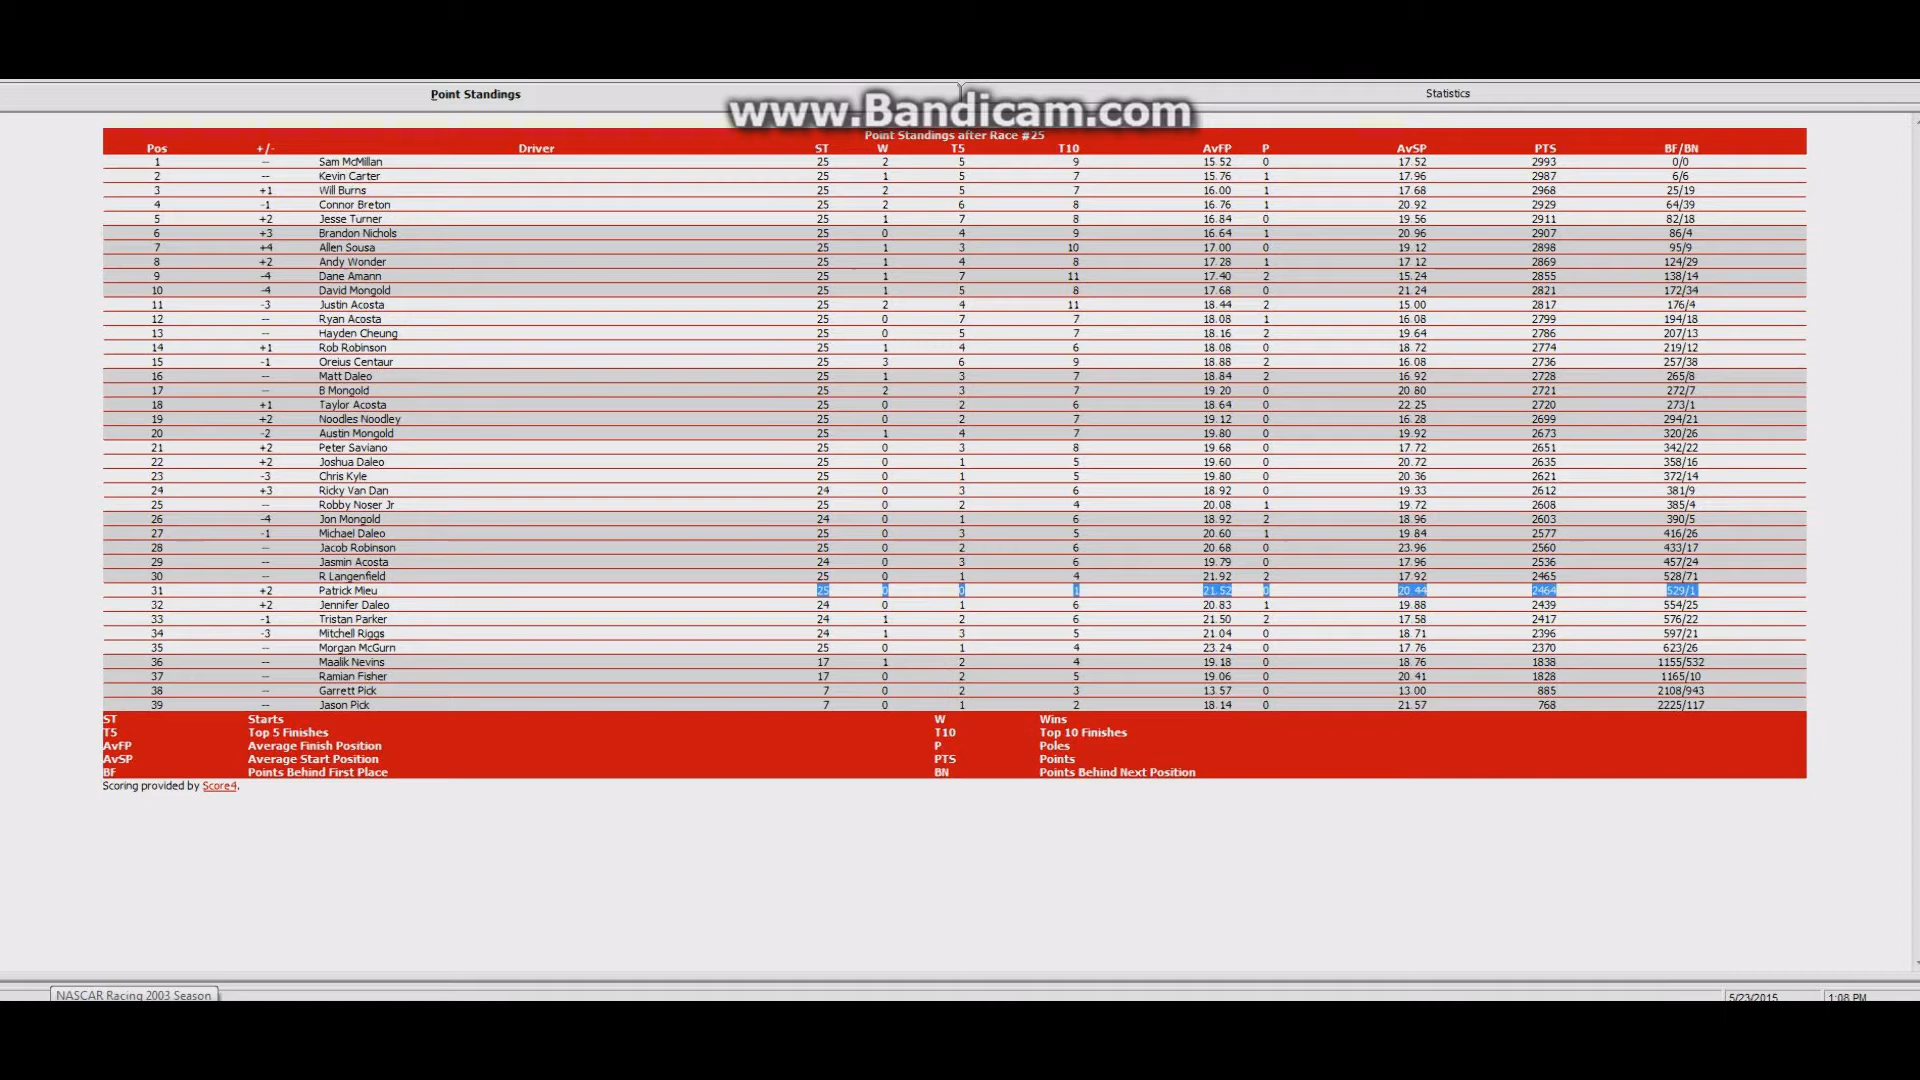 Point Standings Statistics
www.Bandicam.com
Point Standings after Race #25
Pos +/- Driver ST W T5 T10 AvFP P AvSP PTS BF/BN
1 -- Sam McMillan 25 2 5 9 15.52 0 17.52 2993 0/0
2 -- Kevin Carter 25 1 5 7 15.76 1 17.96 2987 6/6
3 +1 Will Burns 25 2 5 7 16.00 1 17.68 2968 25/19
4 -1 Connor Breton 25 2 6 8 16.76 1 20.92 2929 64/39
5 +2 Jesse Turner 25 1 7 8 16.84 0 19.56 2911 82/18
6 +3 Brandon Nichols 25 0 4 9 16.64 1 20.96 2907 86/4
7 +4 Allen Sousa 25 1 3 10 17.00 0 19.12 2898 95/9
8 +2 Andy Wonder 25 1 4 8 17.28 1 17.12 2869 124/29
9 -4 Dane Amann 25 1 7 11 17.40 2 15.24 2855 138/14
10 -4 David Mongold 25 1 5 8 17.68 0 21.24 2821 172/34
11 -3 Justin Acosta 25 2 4 11 18.44 2 15.00 2817 176/4
12 -- Ryan Acosta 25 0 7 7 18.08 1 16.08 2799 194/18
13 -- Hayden Cheung 25 0 5 7 18.16 2 19.64 2786 207/13
14 +1 Rob Robinson 25 1 4 6 18.08 0 18.72 2774 219/12
15 -1 Oreius Centaur 25 3 6 9 18.88 2 16.08 2736 257/38
16 -- Matt Daleo 25 1 3 7 18.84 2 16.92 2728 265/8
17 -- B Mongold 25 2 3 7 19.20 0 20.80 2721 272/7
18 +1 Taylor Acosta 25 0 2 6 18.64 0 22.25 2720 273/1
19 +2 Noodles Noodley 25 0 2 7 19.12 0 16.28 2699 294/21
20 -2 Austin Mongold 25 1 4 7 19.80 0 19.92 2673 320/26
21 +2 Peter Saviano 25 0 3 8 19.68 0 17.72 2651 342/22
22 +2 Joshua Daleo 25 0 1 5 19.60 0 20.72 2635 358/16
23 -3 Chris Kyle 25 0 1 5 19.80 0 20.36 2621 372/14
24 +3 Ricky Van Dan 24 0 3 6 18.92 0 19.33 2612 381/9
25 -- Robby Noser Jr 25 0 2 4 20.08 1 19.72 2608 385/4
26 -4 Jon Mongold 24 0 1 6 18.92 2 18.96 2603 390/5
27 -1 Michael Daleo 25 0 3 5 20.60 1 19.84 2577 416/26
28 -- Jacob Robinson 25 0 2 6 20.68 0 23.96 2560 433/17
29 -- Jasmin Acosta 24 0 3 6 19.79 0 17.96 2536 457/24
30 -- R Langenfield 25 0 1 4 21.92 2 17.92 2465 528/71
31 +2 Patrick Mieu 25 0 0 1 21.52 0 20.44 2464 529/1
32 +2 Jennifer Daleo 24 0 1 6 20.83 1 19.88 2439 554/25
33 -1 Tristan Parker 24 1 2 6 21.50 2 17.58 2417 576/22
34 -3 Mitchell Riggs 24 1 3 5 21.04 0 18.71 2396 597/21
35 -- Morgan McGurn 25 0 1 4 23.24 0 17.76 2370 623/26
36 -- Maalik Nevins 17 1 2 4 19.18 0 18.76 1838 1155/532
37 -- Ramian Fisher 17 0 2 5 19.06 0 20.41 1828 1165/10
38 -- Garrett Pick 7 0 2 3 13.57 0 13.00 885 2108/943
39 -- Jason Pick 7 0 1 2 18.14 0 21.57 768 2225/117
ST Starts W Wins
T5 Top 5 Finishes T10 Top 10 Finishes
AvFP Average Finish Position P Poles
AvSP Average Start Position PTS Points
BF Points Behind First Place BN Points Behind Next Position
Scoring provided by Score4.
NASCAR Racing 2003 Season 5/23/2015 1:08 PM